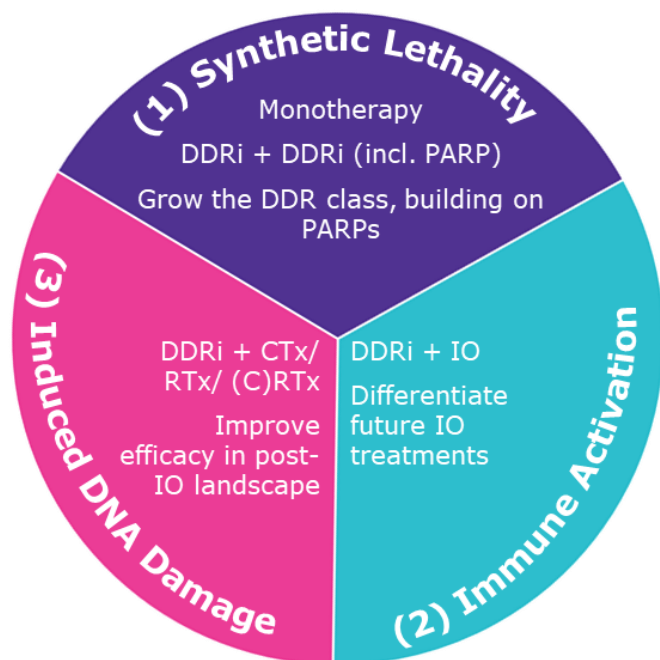 (1) Synthetic Lethality
Monotherapy
DDRi + DDRi (incl. PARP)
Grow the DDR class, building on
PARPs
(2) Immune Activation
DDRi + IO
Differentiate
future IO
treatments
(3) Induced DNA Damage
DDRi + CTx/
RTx/ (C)RTx
Improve
efficacy in post-
IO landscape